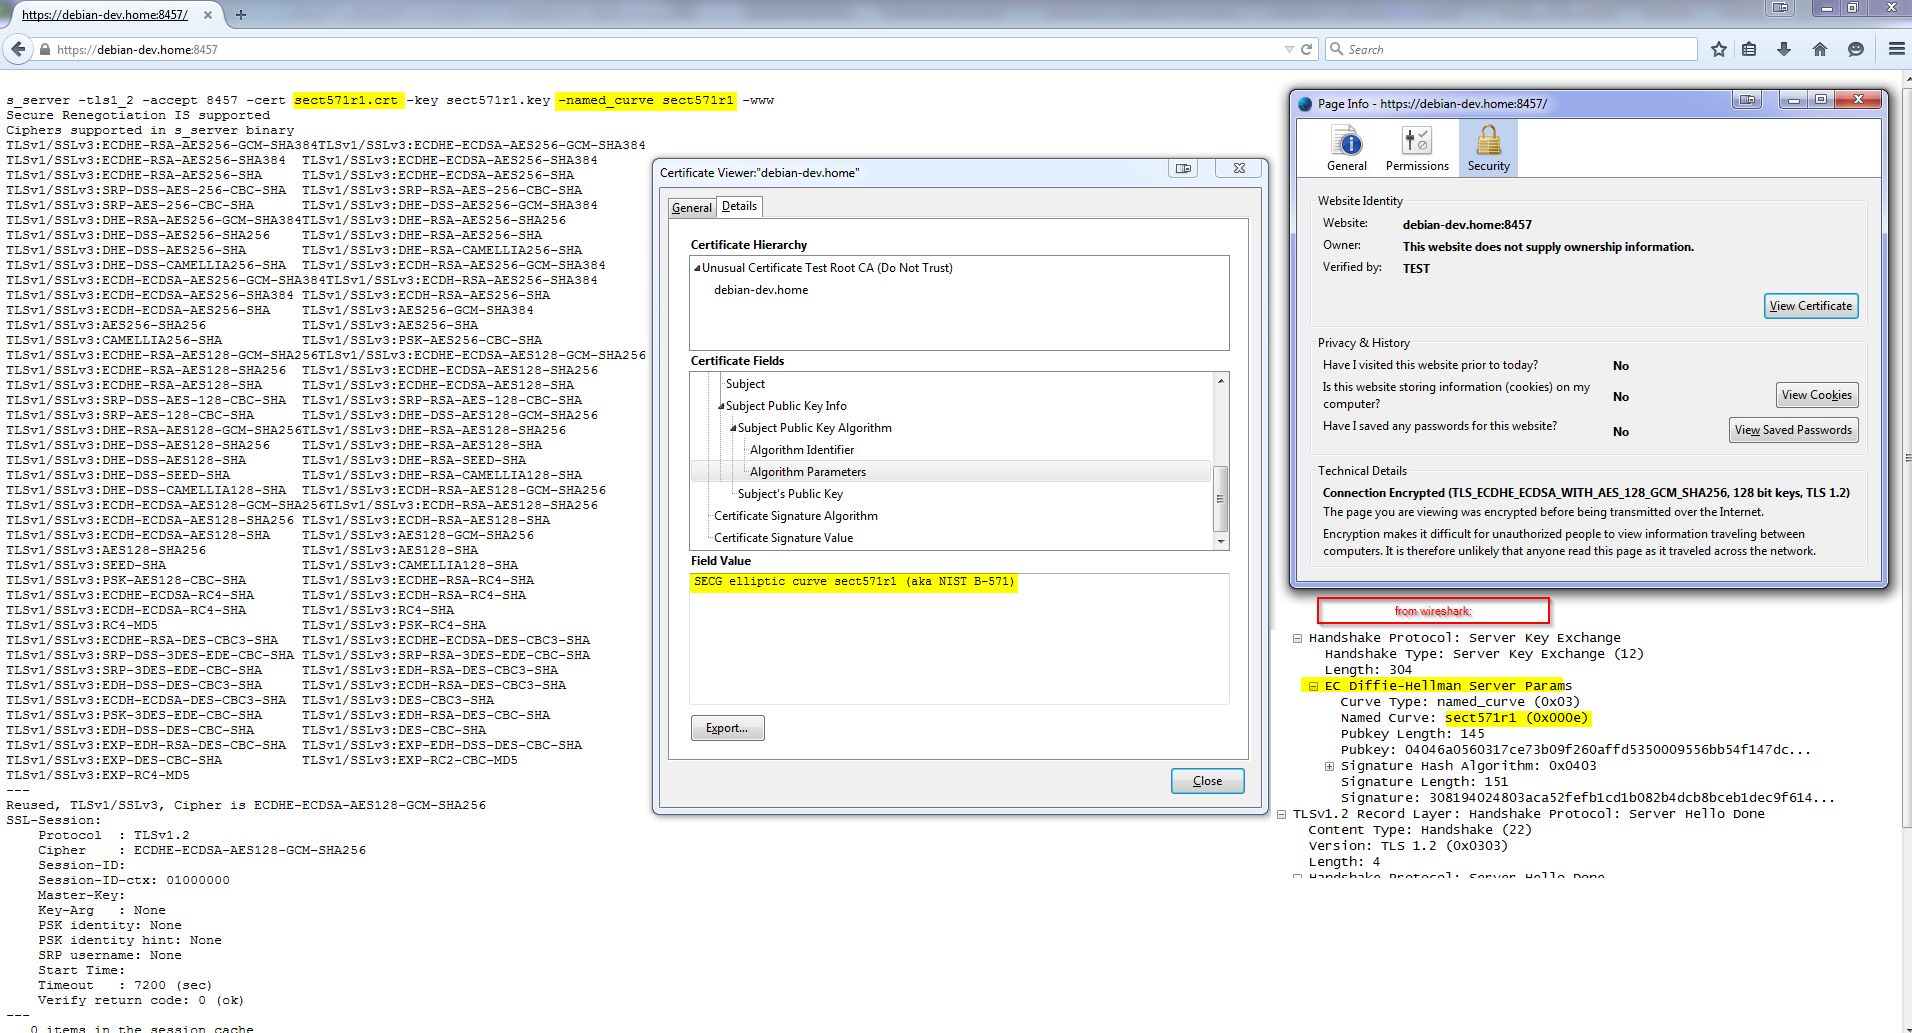 https://debian-dev.home:8457/
https://debian-dev.home:8457
Search
s_server -tls1_2 -accept 8457 -cert sect571r1.crt -key sect571r1.key -named_curve sect571r1 -www
Secure Renegotiation IS supported
Ciphers supported in s_server binary
TLSv1/SSLv3:ECDHE-RSA-AES256-GCM-SHA384TLSv1/SSLv3:ECDHE-ECDSA-AES256-GCM-SHA384
TLSv1/SSLv3:ECDHE-RSA-AES256-SHA384  TLSv1/SSLv3:ECDHE-ECDSA-AES256-SHA384
TLSv1/SSLv3:ECDHE-RSA-AES256-SHA     TLSv1/SSLv3:ECDHE-ECDSA-AES256-SHA
TLSv1/SSLv3:SRP-DSS-AES-256-CBC-SHA  TLSv1/SSLv3:SRP-RSA-AES-256-CBC-SHA
TLSv1/SSLv3:SRP-AES-256-CBC-SHA      TLSv1/SSLv3:DHE-DSS-AES256-GCM-SHA384
TLSv1/SSLv3:DHE-RSA-AES256-GCM-SHA384TLSv1/SSLv3:DHE-RSA-AES256-SHA256
TLSv1/SSLv3:DHE-DSS-AES256-SHA256    TLSv1/SSLv3:DHE-RSA-AES256-SHA
TLSv1/SSLv3:DHE-DSS-AES256-SHA       TLSv1/SSLv3:DHE-RSA-CAMELLIA256-SHA
TLSv1/SSLv3:DHE-DSS-CAMELLIA256-SHA  TLSv1/SSLv3:ECDH-RSA-AES256-GCM-SHA384
TLSv1/SSLv3:ECDH-ECDSA-AES256-GCM-SHA384TLSv1/SSLv3:ECDH-RSA-AES256-SHA384
TLSv1/SSLv3:ECDH-ECDSA-AES256-SHA384 TLSv1/SSLv3:ECDH-RSA-AES256-SHA
TLSv1/SSLv3:ECDH-ECDSA-AES256-SHA    TLSv1/SSLv3:AES256-GCM-SHA384
TLSv1/SSLv3:AES256-SHA256            TLSv1/SSLv3:AES256-SHA
TLSv1/SSLv3:CAMELLIA256-SHA          TLSv1/SSLv3:PSK-AES256-CBC-SHA
TLSv1/SSLv3:ECDHE-RSA-AES128-GCM-SHA256TLSv1/SSLv3:ECDHE-ECDSA-AES128-GCM-SHA256
TLSv1/SSLv3:ECDHE-RSA-AES128-SHA256  TLSv1/SSLv3:ECDHE-ECDSA-AES128-SHA256
TLSv1/SSLv3:ECDHE-RSA-AES128-SHA     TLSv1/SSLv3:ECDHE-ECDSA-AES128-SHA
TLSv1/SSLv3:SRP-DSS-AES-128-CBC-SHA  TLSv1/SSLv3:SRP-RSA-AES-128-CBC-SHA
TLSv1/SSLv3:SRP-AES-128-CBC-SHA      TLSv1/SSLv3:DHE-DSS-AES128-GCM-SHA256
TLSv1/SSLv3:DHE-RSA-AES128-GCM-SHA256TLSv1/SSLv3:DHE-RSA-AES128-SHA256
TLSv1/SSLv3:DHE-DSS-AES128-SHA256    TLSv1/SSLv3:DHE-RSA-AES128-SHA
TLSv1/SSLv3:DHE-DSS-AES128-SHA       TLSv1/SSLv3:DHE-RSA-SEED-SHA
TLSv1/SSLv3:DHE-DSS-SEED-SHA         TLSv1/SSLv3:DHE-RSA-CAMELLIA128-SHA
TLSv1/SSLv3:DHE-DSS-CAMELLIA128-SHA  TLSv1/SSLv3:ECDH-RSA-AES128-GCM-SHA256
TLSv1/SSLv3:ECDH-ECDSA-AES128-GCM-SHA256TLSv1/SSLv3:ECDH-RSA-AES128-SHA256
TLSv1/SSLv3:ECDH-ECDSA-AES128-SHA256 TLSv1/SSLv3:ECDH-RSA-AES128-SHA
TLSv1/SSLv3:ECDH-ECDSA-AES128-SHA    TLSv1/SSLv3:AES128-GCM-SHA256
TLSv1/SSLv3:AES128-SHA256            TLSv1/SSLv3:AES128-SHA
TLSv1/SSLv3:SEED-SHA                 TLSv1/SSLv3:CAMELLIA128-SHA
TLSv1/SSLv3:PSK-AES128-CBC-SHA       TLSv1/SSLv3:ECDHE-RSA-RC4-SHA
TLSv1/SSLv3:ECDHE-ECDSA-RC4-SHA      TLSv1/SSLv3:ECDH-RSA-RC4-SHA
TLSv1/SSLv3:ECDH-ECDSA-RC4-SHA       TLSv1/SSLv3:RC4-SHA
TLSv1/SSLv3:RC4-MD5                  TLSv1/SSLv3:PSK-RC4-SHA
TLSv1/SSLv3:ECDHE-RSA-DES-CBC3-SHA   TLSv1/SSLv3:ECDHE-ECDSA-DES-CBC3-SHA
TLSv1/SSLv3:SRP-DSS-3DES-EDE-CBC-SHA TLSv1/SSLv3:SRP-RSA-3DES-EDE-CBC-SHA
TLSv1/SSLv3:SRP-3DES-EDE-CBC-SHA     TLSv1/SSLv3:EDH-RSA-DES-CBC3-SHA
TLSv1/SSLv3:EDH-DSS-DES-CBC3-SHA     TLSv1/SSLv3:ECDH-RSA-DES-CBC3-SHA
TLSv1/SSLv3:ECDH-ECDSA-DES-CBC3-SHA  TLSv1/SSLv3:DES-CBC3-SHA
TLSv1/SSLv3:PSK-3DES-EDE-CBC-SHA     TLSv1/SSLv3:EDH-RSA-DES-CBC-SHA
TLSv1/SSLv3:EDH-DSS-DES-CBC-SHA      TLSv1/SSLv3:DES-CBC-SHA
TLSv1/SSLv3:EXP-EDH-RSA-DES-CBC-SHA  TLSv1/SSLv3:EXP-EDH-DSS-DES-CBC-SHA
TLSv1/SSLv3:EXP-DES-CBC-SHA          TLSv1/SSLv3:EXP-RC2-CBC-MD5
TLSv1/SSLv3:EXP-RC4-MD5
---
Reused, TLSv1/SSLv3, Cipher is ECDHE-ECDSA-AES128-GCM-SHA256
SSL-Session:
Protocol  : TLSv1.2
Cipher    : ECDHE-ECDSA-AES128-GCM-SHA256
Session-ID:
Session-ID-ctx: 01000000
Master-Key:
Key-Arg   : None
PSK identity: None
PSK identity hint: None
SRP username: None
Start Time:
Timeout   : 7200 (sec)
Verify return code: 0 (ok)
---
0 items in the session cache
Certificate Viewer:"debian-dev.home"
General Details
Certificate Hierarchy
Unusual Certificate Test Root CA (Do Not Trust)
debian-dev.home
Certificate Fields
Subject
Subject Public Key Info
Subject Public Key Algorithm
Algorithm Identifier
Algorithm Parameters
Subject's Public Key
Certificate Signature Algorithm
Certificate Signature Value
Field Value
SECG elliptic curve sect571r1 (aka NIST B-571)
Export...
Close
Page Info - https://debian-dev.home:8457/
General Permissions Security
Website Identity
Website: debian-dev.home:8457
Owner: This website does not supply ownership information.
Verified by: TEST
View Certificate
Privacy & History
Have I visited this website prior to today? No
Is this website storing information (cookies) on my computer? No View Cookies
Have I saved any passwords for this website? No View Saved Passwords
Technical Details
Connection Encrypted (TLS_ECDHE_ECDSA_WITH_AES_128_GCM_SHA256, 128 bit keys, TLS 1.2)
The page you are viewing was encrypted before being transmitted over the Internet.
Encryption makes it difficult for unauthorized people to view information traveling between
computers. It is therefore unlikely that anyone read this page as it traveled across the network.
from wireshark:
Handshake Protocol: Server Key Exchange
Handshake Type: Server Key Exchange (12)
Length: 304
EC Diffie-Hellman Server Params
Curve Type: named_curve (0x03)
Named Curve: sect571r1 (0x000e)
Pubkey Length: 145
Pubkey: 04046a0560317ce73b09f260affd5350009556bb54f147dc...
Signature Hash Algorithm: 0x0403
Signature Length: 151
Signature: 308194024803aca52fefb1cd1b082b4dcb8bceb1dec9f614...
TLSv1.2 Record Layer: Handshake Protocol: Server Hello Done
Content Type: Handshake (22)
Version: TLS 1.2 (0x0303)
Length: 4
Handshake Protocol: Server Hello Done